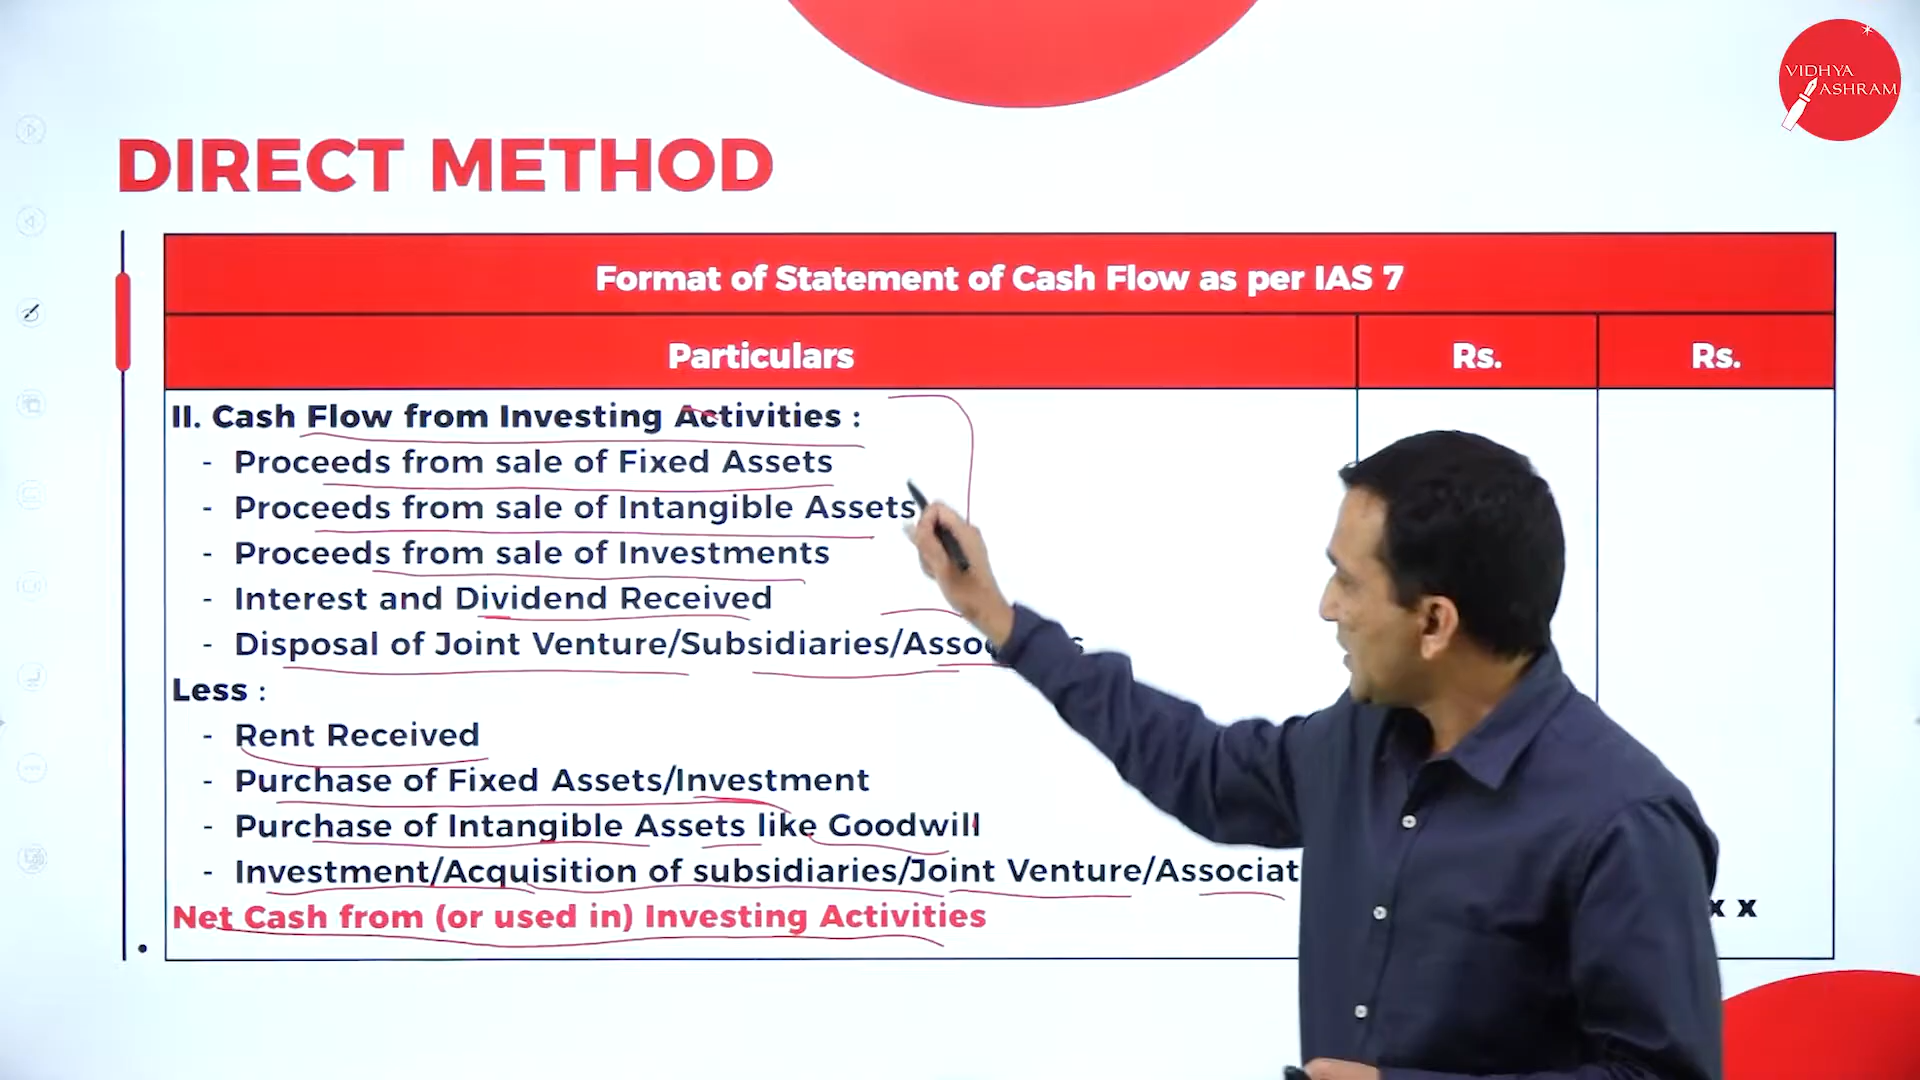 VIDHYA
ASHRAM
DIRECT METHOD
Format of Statement of Cash Flow as per IAS 7
Particulars Rs. Rs.
II. Cash Flow from Investing Activities :
- Proceeds from sale of Fixed Assets
- Proceeds from sale of Intangible Assets
- Proceeds from sale of Investments
- Interest and Dividend Received
- Disposal of Joint Venture/Subsidiaries/
Less :
- Rent Received
- Purchase of Fixed Assets/Investment
- Purchase of Intangible Assets like Goodwill
- Investment/Acquisition of subsidiaries/Joint Venture/Associat
Net Cash from (or used in) Investing Activities x x